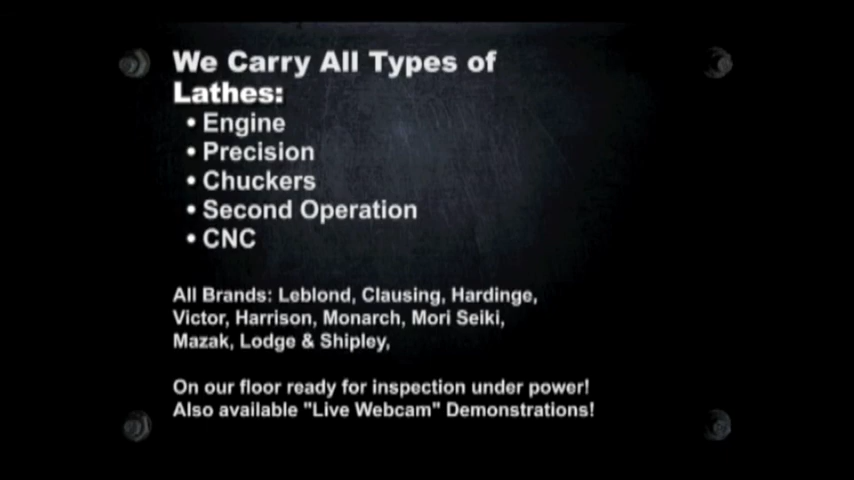 We Carry All Types of
Lathes:
• Engine
• Precision
• Chuckers
• Second Operation
• CNC
All Brands: Leblond, Clausing, Hardinge,
Victor, Harrison, Monarch, Mori Seiki,
Mazak, Lodge & Shipley,
On our floor ready for inspection under power!
Also available "Live Webcam" Demonstrations!